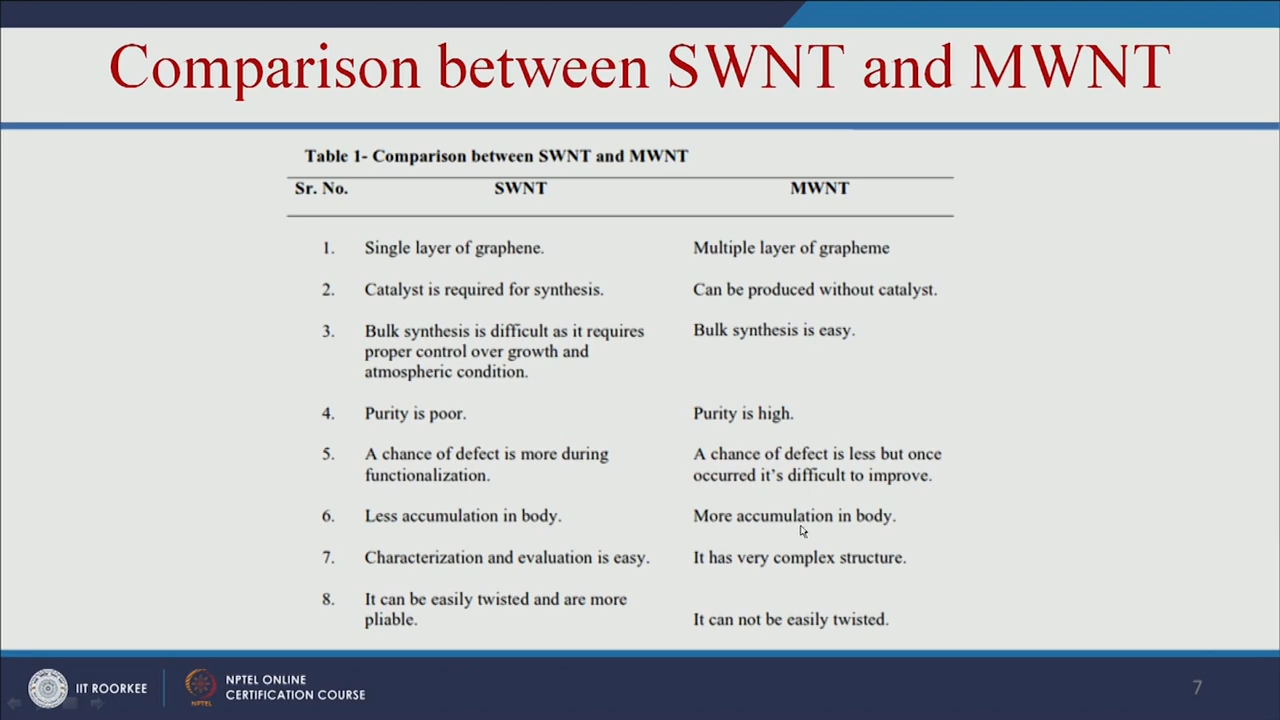 Comparison between SWNT and MWNT
Table 1- Comparison between SWNT and MWNT
Sr. No. SWNT MWNT
1. Single layer of graphene. Multiple layer of grapheme
2. Catalyst is required for synthesis. Can be produced without catalyst.
3. Bulk synthesis is difficult as it requires Bulk synthesis is easy.
proper control over growth and
atmospheric condition.
4. Purity is poor. Purity is high.
5. A chance of defect is more during A chance of defect is less but once
functionalization. occurred it's difficult to improve.
6. Less accumulation in body. More accumulation in body.
7. Characterization and evaluation is easy. It has very complex structure.
8. It can be easily twisted and are more
pliable. It can not be easily twisted.
IIT ROORKEE
NPTEL
NPTEL ONLINE
CERTIFICATION COURSE
7